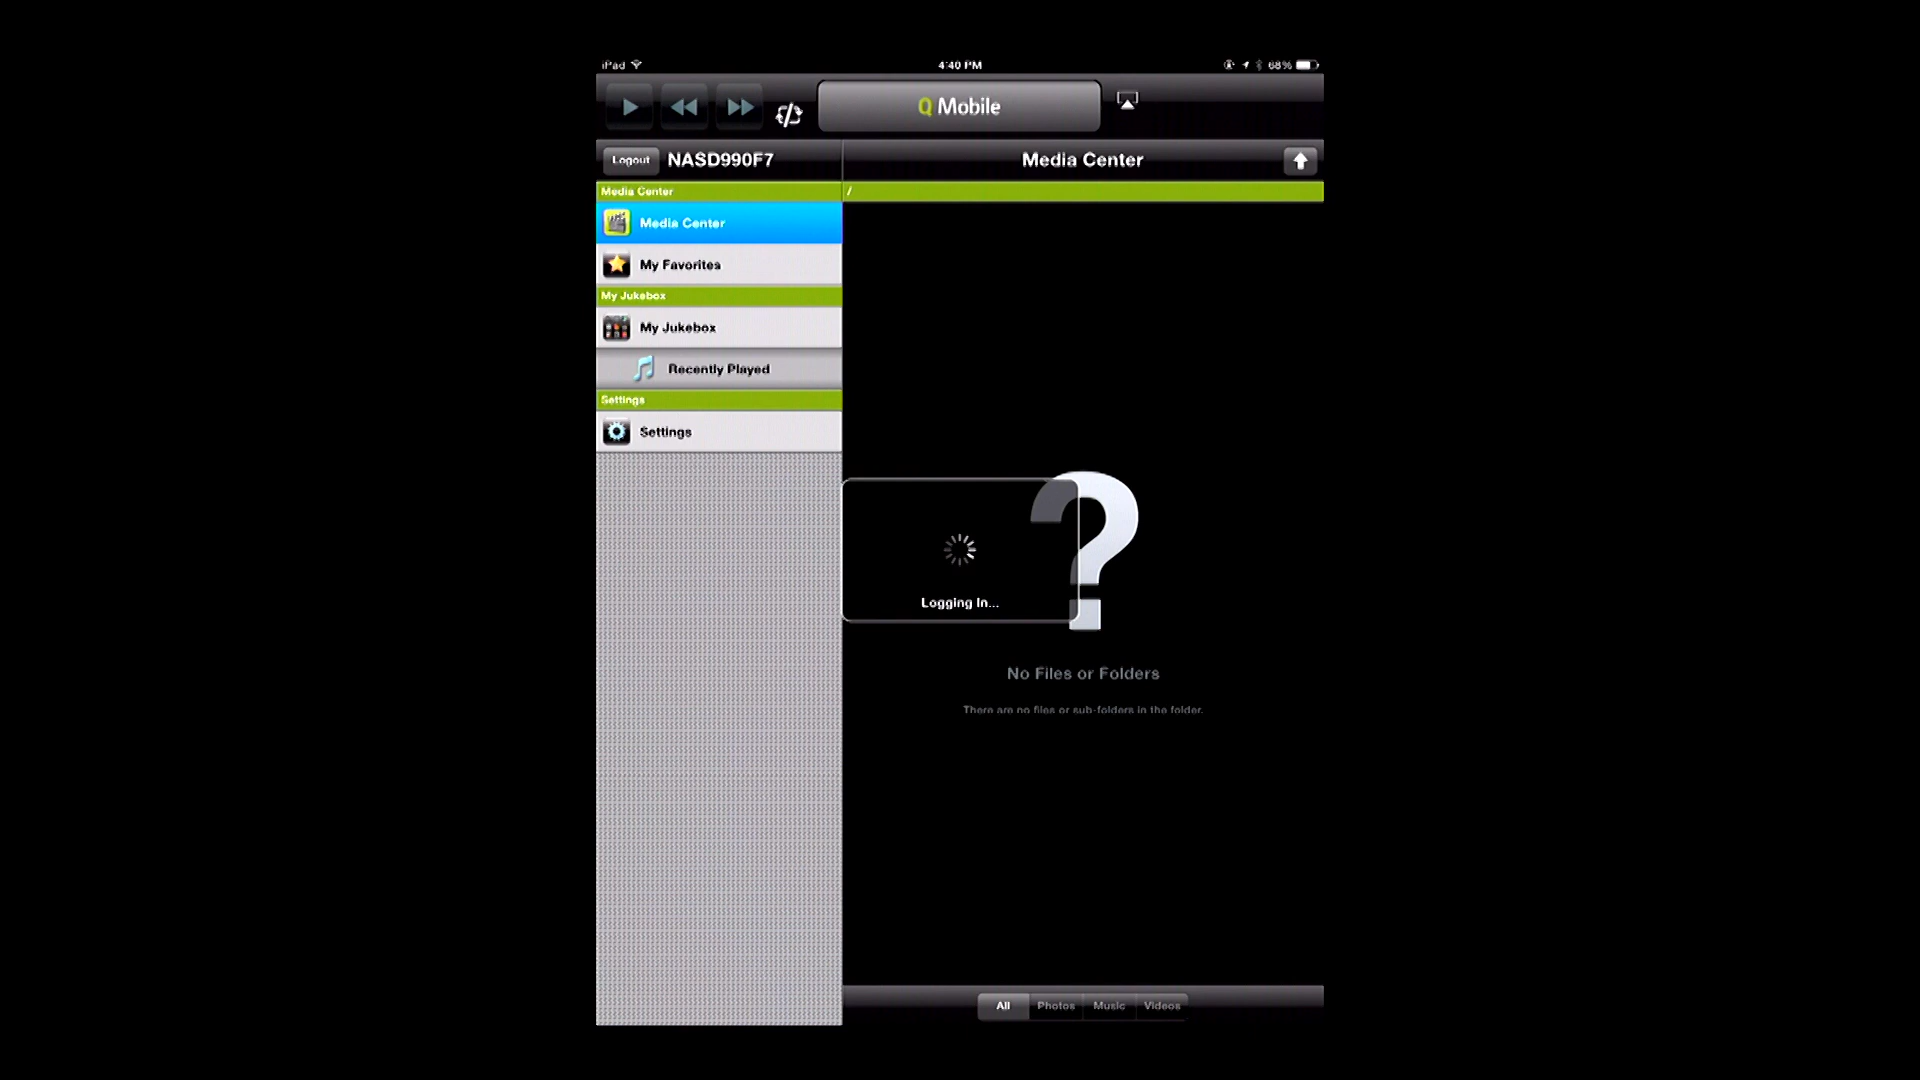 iPad
4:40 PM
68%
Q Mobile
Logout NASD990F7
Media Center
Media Center
/
Media Center
My Favorites
My Jukebox
My Jukebox
Recently Played
Settings
Settings
Logging In...
No Files or Folders
There are no files or sub-folders in the folder.
All Photos Music Videos